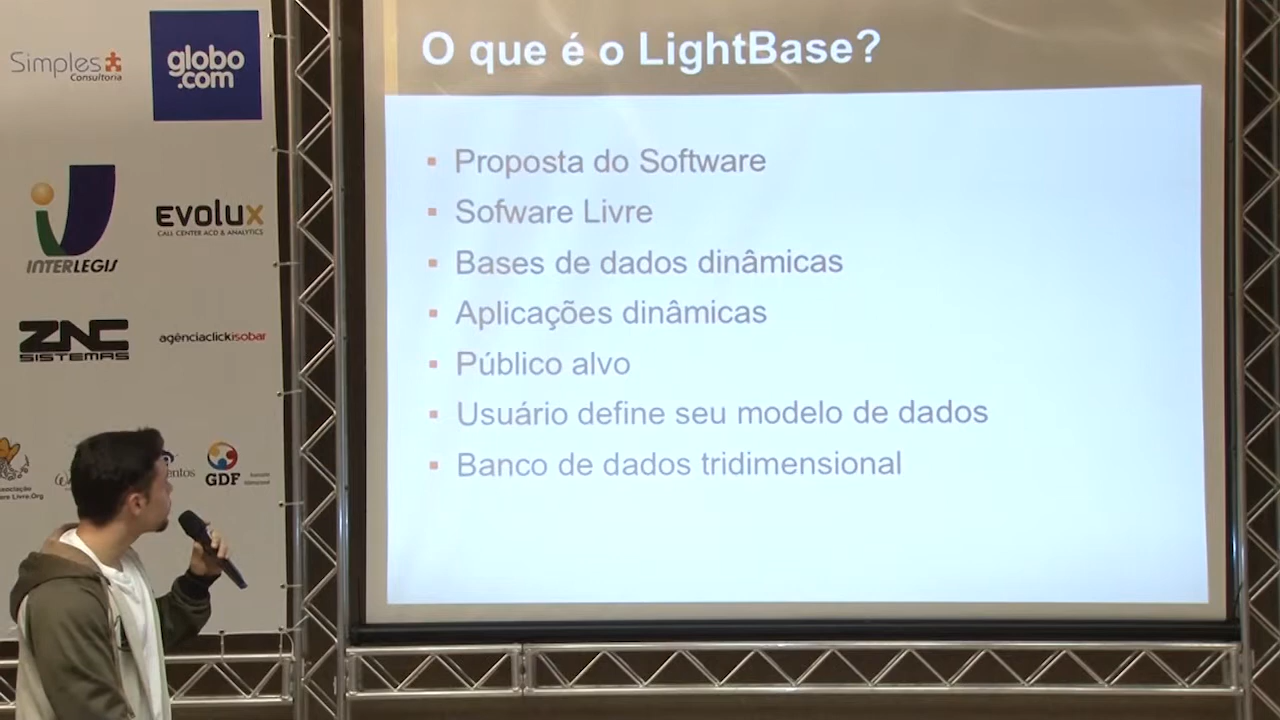 O que é o LightBase?
Proposta do Software
Sofware Livre
Bases de dados dinâmicas
Aplicações dinâmicas
Público alvo
Usuário define seu modelo de dados
Banco de dados tridimensional
Simples
Consultoria
globo
.com
INTERLEGIS
EVOLUX
CALL CENTER ACD & ANALYTICS
ZNC
SISTEMAS
agênciaclickisobar
GDF